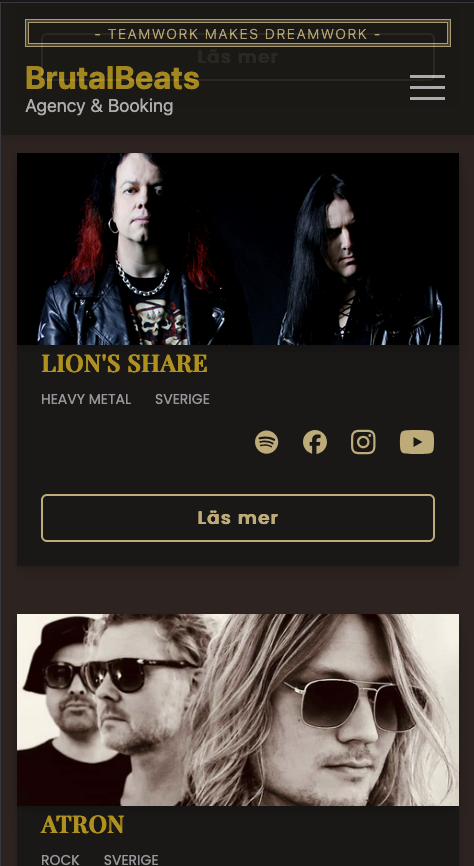 - TEAMWORK MAKES DREAMWORK -
Läs mer
BrutalBeats
Agency & Booking
LION'S SHARE
HEAVY METAL SVERIGE
Läs mer
ATRON
ROCK SVERIGE